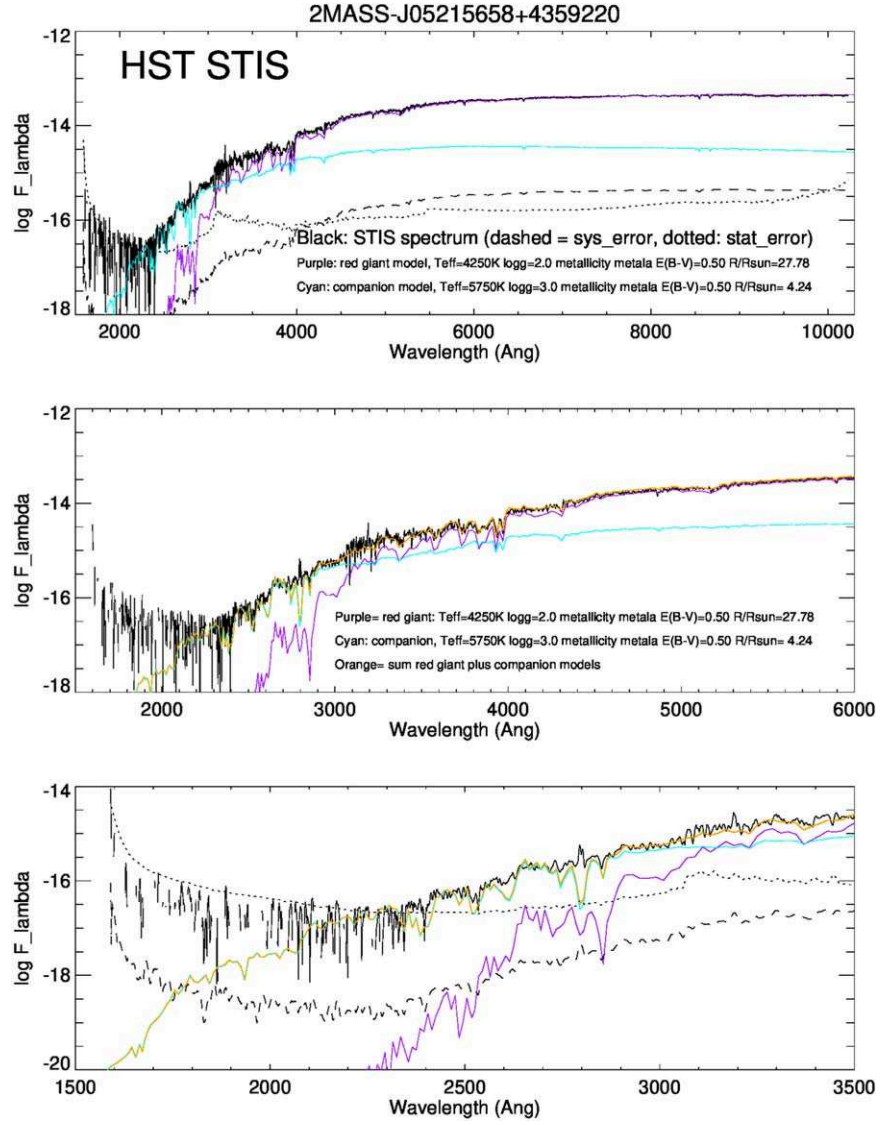 2MASS-J05215658+4359220
-12
HST STIS
-14
log F_lambda
-16
Black: STIS spectrum (dashed = sys_error, dotted: stat_error)
Purple: red giant model, Teff=4250K logg=2.0 metallicity metala E(B-V)=0.50 R/Rsun=27.78
Cyan: companion model, Teff=5750K logg=3.0 metallicity metala E(B-V)=0.50 R/Rsun= 4.24
-18
2000 4000 6000 8000 10000
Wavelength (Ang)
-12
-14
log F_lambda
-16
Purple= red giant: Teff=4250K logg=2.0 metallicity metala E(B-V)=0.50 R/Rsun=27.78
Cyan: companion, Teff=5750K logg=3.0 metallicity metala E(B-V)=0.50 R/Rsun= 4.24
Orange= sum red giant plus companion models
-18
2000 3000 4000 5000 6000
Wavelength (Ang)
-14
-16
log F_lambda
-18
-20
1500 2000 2500 3000 3500
Wavelength (Ang)